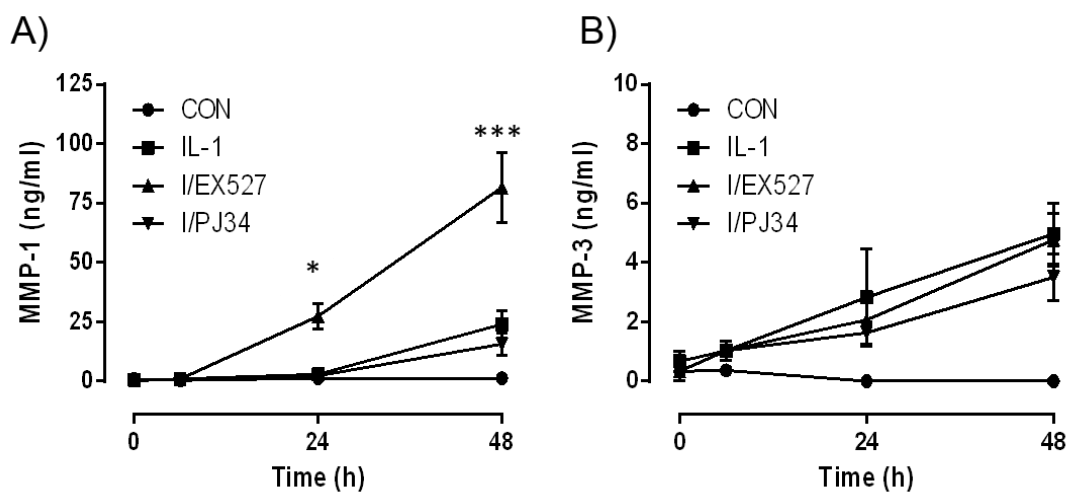 A)
125
100
75
50
25
0
MMP-1 (ng/ml)
CON
IL-1
I/EX527
I/PJ34
*
***
0 24 48
Time (h)
B)
10
8
6
4
2
0
MMP-3 (ng/ml)
CON
IL-1
I/EX527
I/PJ34
0 24 48
Time (h)